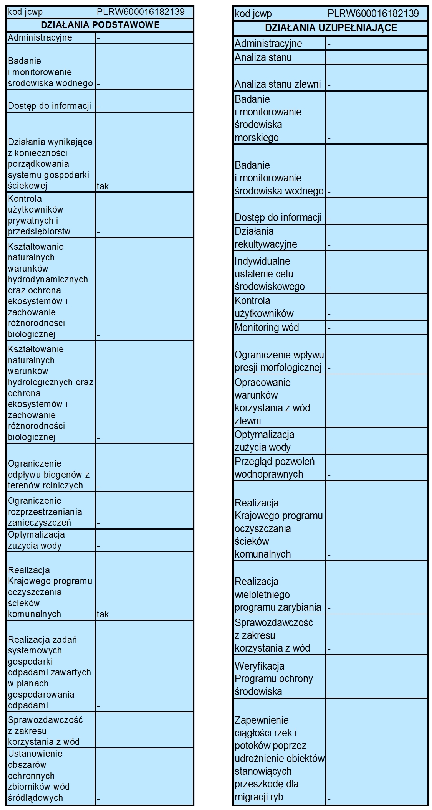 kod jcwp PLRW600016182139
DZIAŁANIA PODSTAWOWE
Administracyjne -
Badanie
i monitorowanie
środowiska wodnego -
Dostęp do informacji
Działania wynikające
z konieczności
porządkowania
systemu gospodarki
ściekowej tak
Kontrola
użytkowników
prywatnych i
przedsiębiorstw -
Kształtowanie
naturalnych
warunków
hydrodynamicznych
oraz ochrona
ekosystemów i
zachowanie
różnorodności
biologicznej -
Kształtowanie
naturalnych
warunków
hydrologicznych oraz
ochrona
ekosystemów i
zachowanie
różnorodności
biologicznej -
Ograniczenie
odpływu biogenów z
terenów rolniczych
Ograniczenie
rozprzestrzeniania
zanieczyszczeń -
Optymalizacja
zużycia wody -
Realizacja
Krajowego programu
oczyszczania
ścieków
komunalnych tak
Realizacja zadań
systemowych
gospodarki
odpadami zawartych
w planach
gospodarowania
odpadami -
Sprawozdawczość
z zakresu
korzystania z wód
Ustanowienie
obszarów
ochronnych
zbiorników wód
śródlądowych -
kod jcwp PLRW600016182139
DZIAŁANIA UZUPEŁNIAJĄCE
Administracyjne -
Analiza stanu
Analiza stanu zlewni -
Badanie
i monitorowanie
środowiska
morskiego -
Badanie
i monitorowanie
środowiska wodnego -
Dostęp do informacji
Działania
rekultywacyjne -
Indywidualne
ustalenie celu
środowiskowego
Kontrola
użytkowników -
Monitoring wód -
Ograniczenie wpływu
presji morfologicznej -
Opracowanie
warunków
korzystania z wód
zlewni
Optymalizacja
zużycia wody
Przegląd pozwoleń
wodnoprawnych -
Realizacja
Krajowego programu
oczyszczania
ścieków
komunalnych -
Realizacja
wieloletniego
programu zarybiania -
Sprawozdawczość
z zakresu
korzystania z wód -
Weryfikacja
Programu ochrony
środowiska
Zapewnienie
ciągłości rzek i
potoków poprzez
udrożnienie obiektów
stanowiących
przeszkodę dla
migracji ryb -